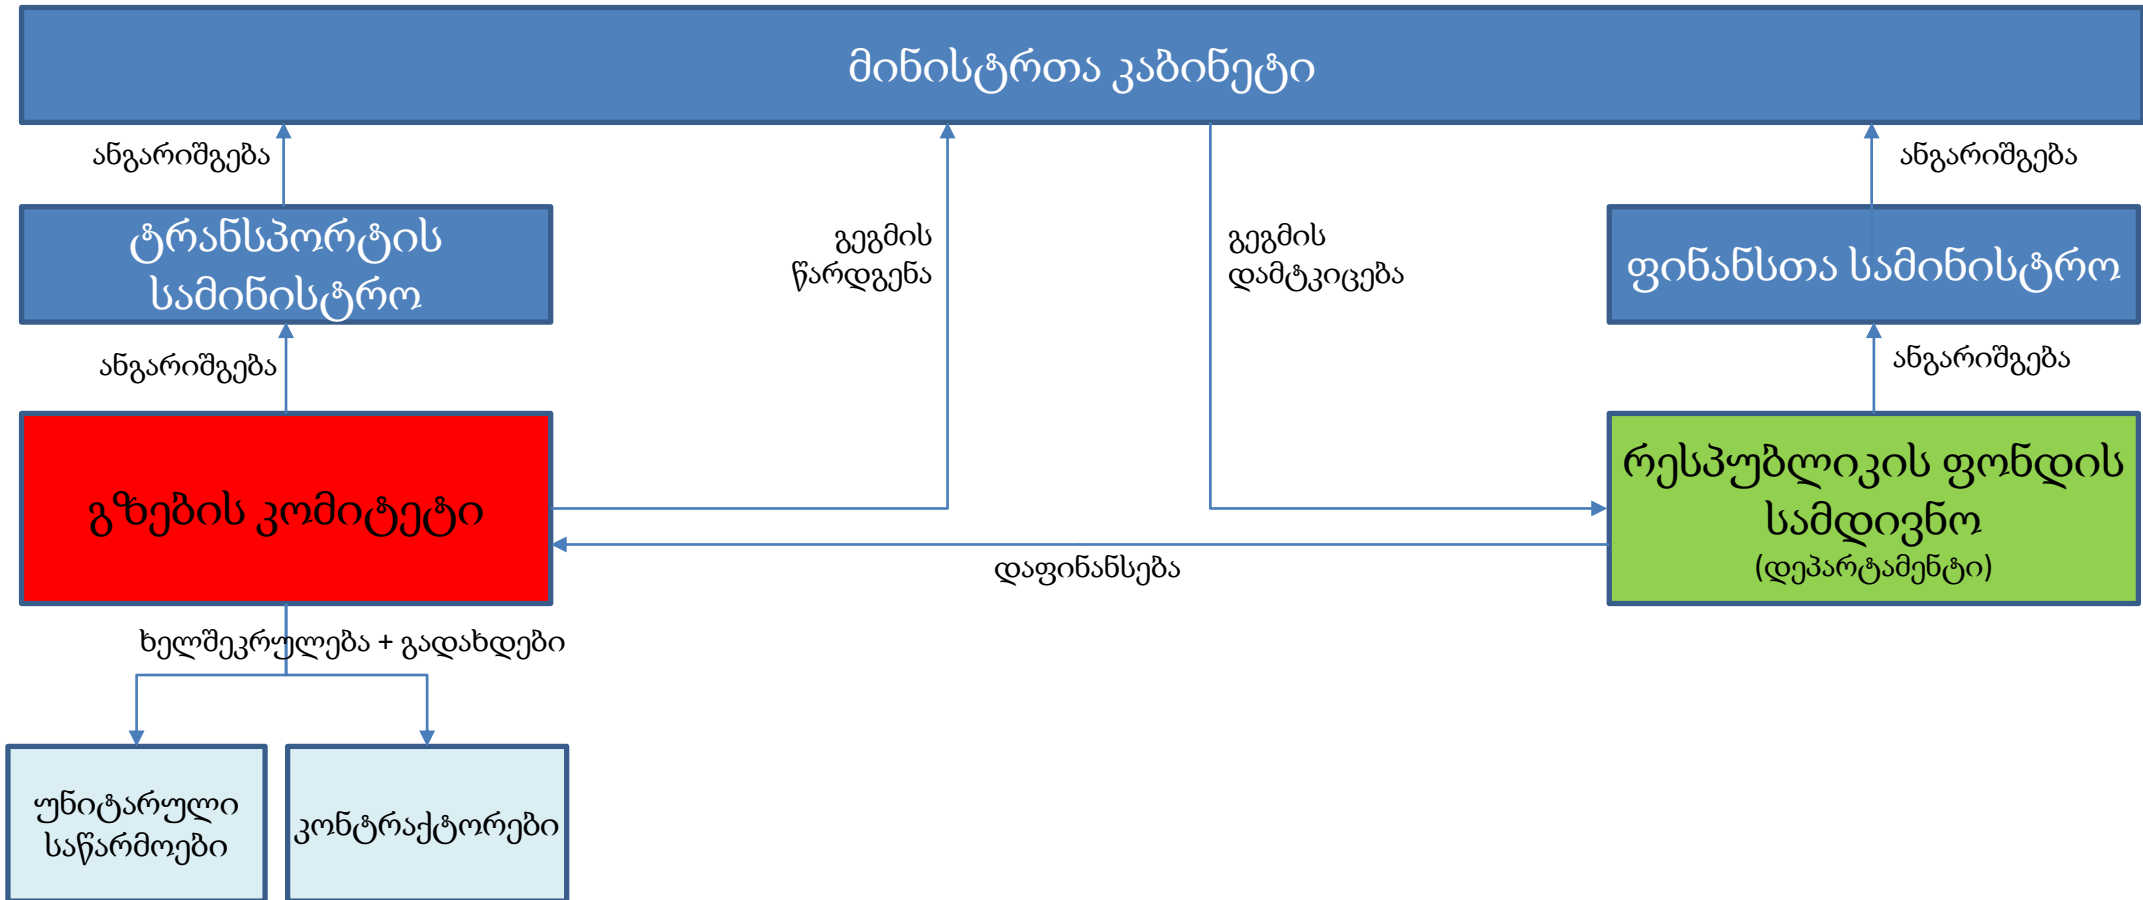 მინისტრთა კაბინეტი
ანგარიშგება
ანგარიშგება
ტრანსპორტის
სამინისტრო
გეგმის
წარდგენა
გეგმის
დამტკიცება
ფინანსთა სამინისტრო
ანგარიშგება
ანგარიშგება
გზების კომიტეტი
რესპუბლიკის ფონდის
სამდივნო
(დეპარტამენტი)
დაფინანსება
ხელშეკრულება + გადახდები
უნიტარული
საწარმოები
კონტრაქტორები